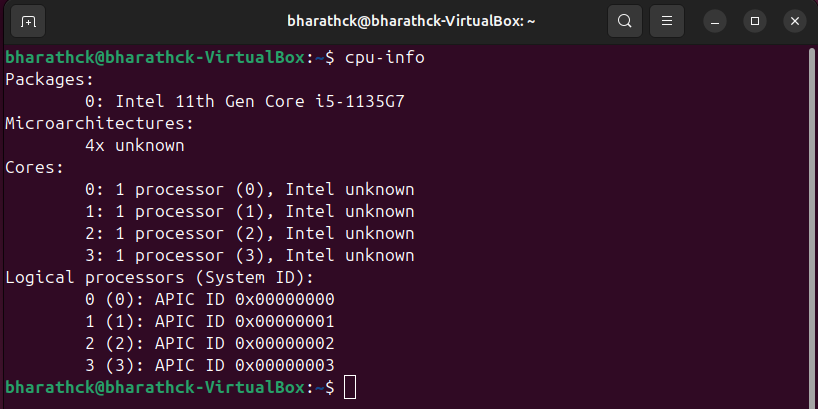 bharathck@bharathck-VirtualBox: ~
bharathck@bharathck-VirtualBox:~$ cpu-info
Packages:
        0: Intel 11th Gen Core i5-1135G7
Microarchitectures:
        4x unknown
Cores:
        0: 1 processor (0), Intel unknown
        1: 1 processor (1), Intel unknown
        2: 1 processor (2), Intel unknown
        3: 1 processor (3), Intel unknown
Logical processors (System ID):
        0 (0): APIC ID 0x00000000
        1 (1): APIC ID 0x00000001
        2 (2): APIC ID 0x00000002
        3 (3): APIC ID 0x00000003
bharathck@bharathck-VirtualBox:~$